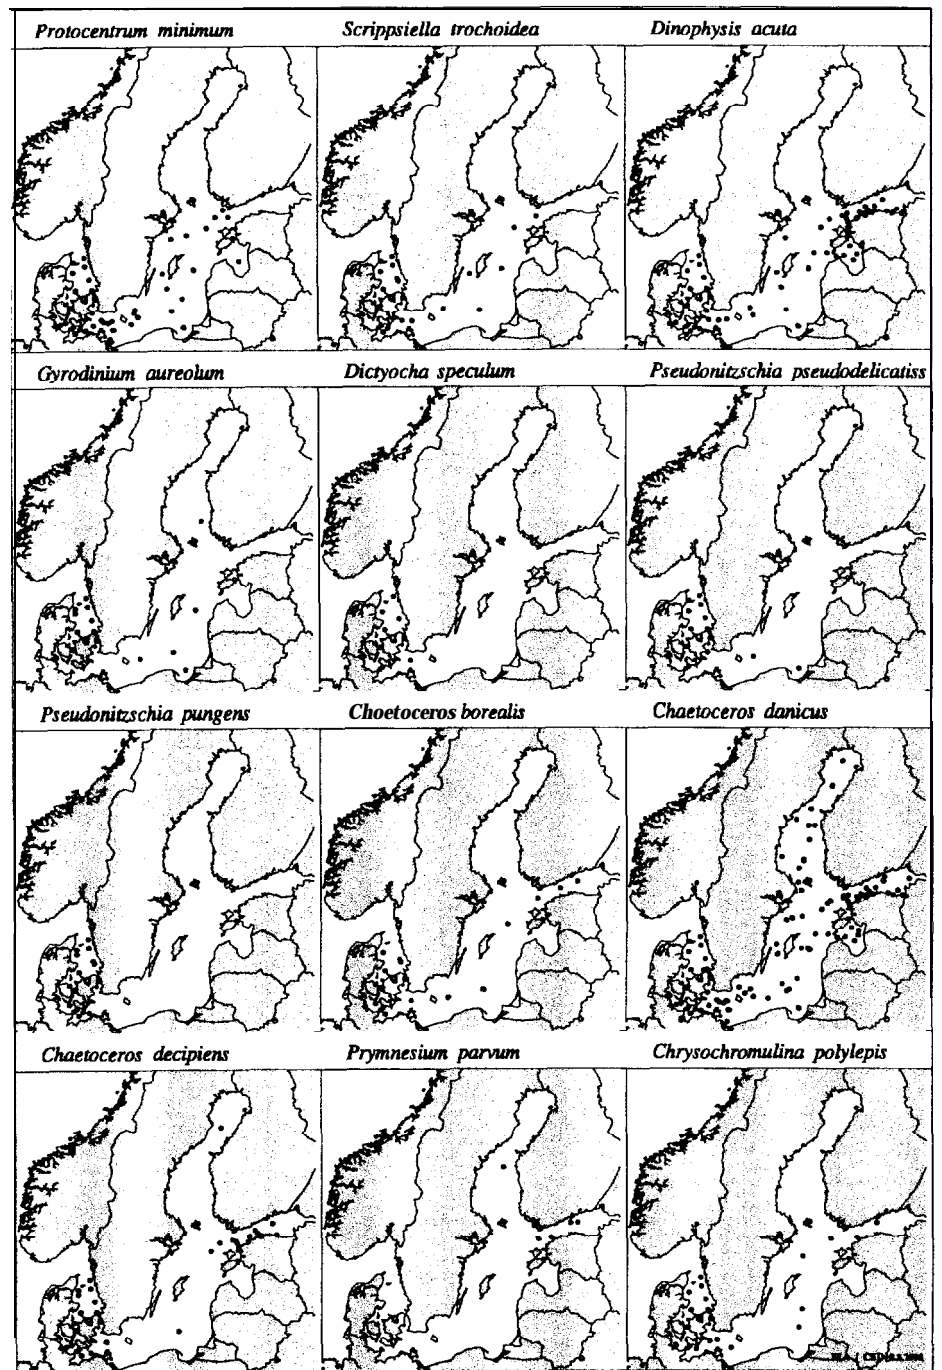 Protocentrum minimum
Scrippsiella trochoidea
Dinophysis acuta
Gyrodinium aureolum
Dictyocha speculum
Pseudonitzschia pseudodelicatiss
Pseudonitzschia pungens
Choetoceros borealis
Chaetoceros danicus
Chaetoceros decipiens
Prymnesium parvum
Chrysochromulina polylepis